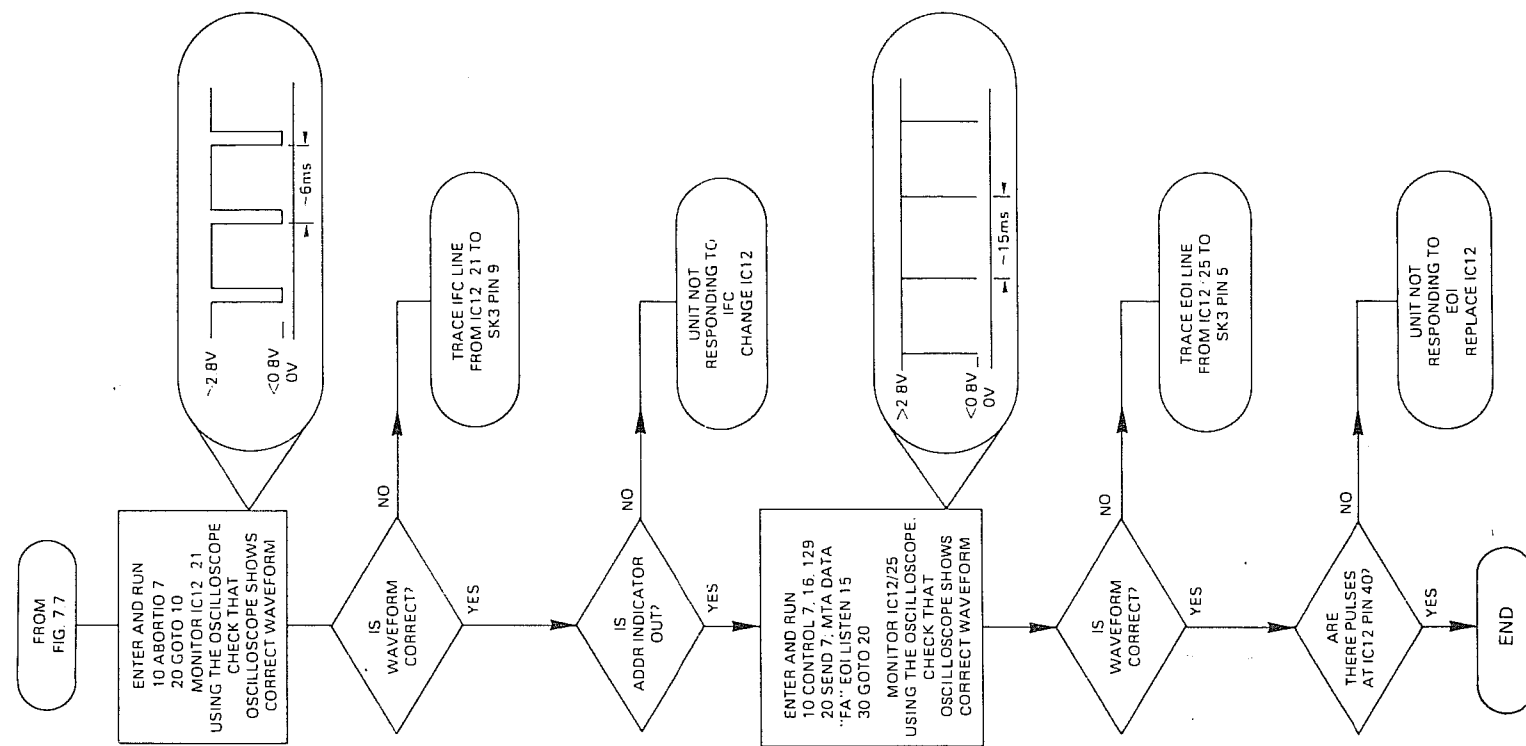 FROM
FIG. 7.7
ENTER AND RUN
10 ABORTIO 7
20 GOTO 10
MONITOR IC12 21
USING THE OSCILLOSCOPE
CHECK THAT
OSCILLOSCOPE SHOWS
CORRECT WAVEFORM
~2 8V
<0 8V
0V
~6ms
IS
WAVEFORM
CORRECT?
NO
TRACE IFC LINE
FROM IC12 21 TO
SK3 PIN 9
YES
IS
ADDR INDICATOR
OUT?
NO
UNIT NOT
RESPONDING TO
IFC
CHANGE IC12
YES
ENTER AND RUN
10 CONTROL 7, 16, 129
20 SEND 7, MTA DATA
"FA" EOI LISTEN 15
30 GOTO 20
MONITOR IC12/25
USING THE OSCILLOSCOPE.
CHECK THAT
OSCILLOSCOPE SHOWS
CORRECT WAVEFORM
>2 8V
<0 8V
0V
~15ms
IS
WAVEFORM
CORRECT?
NO
TRACE EOI LINE
FROM IC12 25 TO
SK3 PIN 5
YES
ARE
THERE PULSES
AT IC12 PIN 40?
NO
UNIT NOT
RESPONDING TO
EOI
REPLACE IC12
YES
END